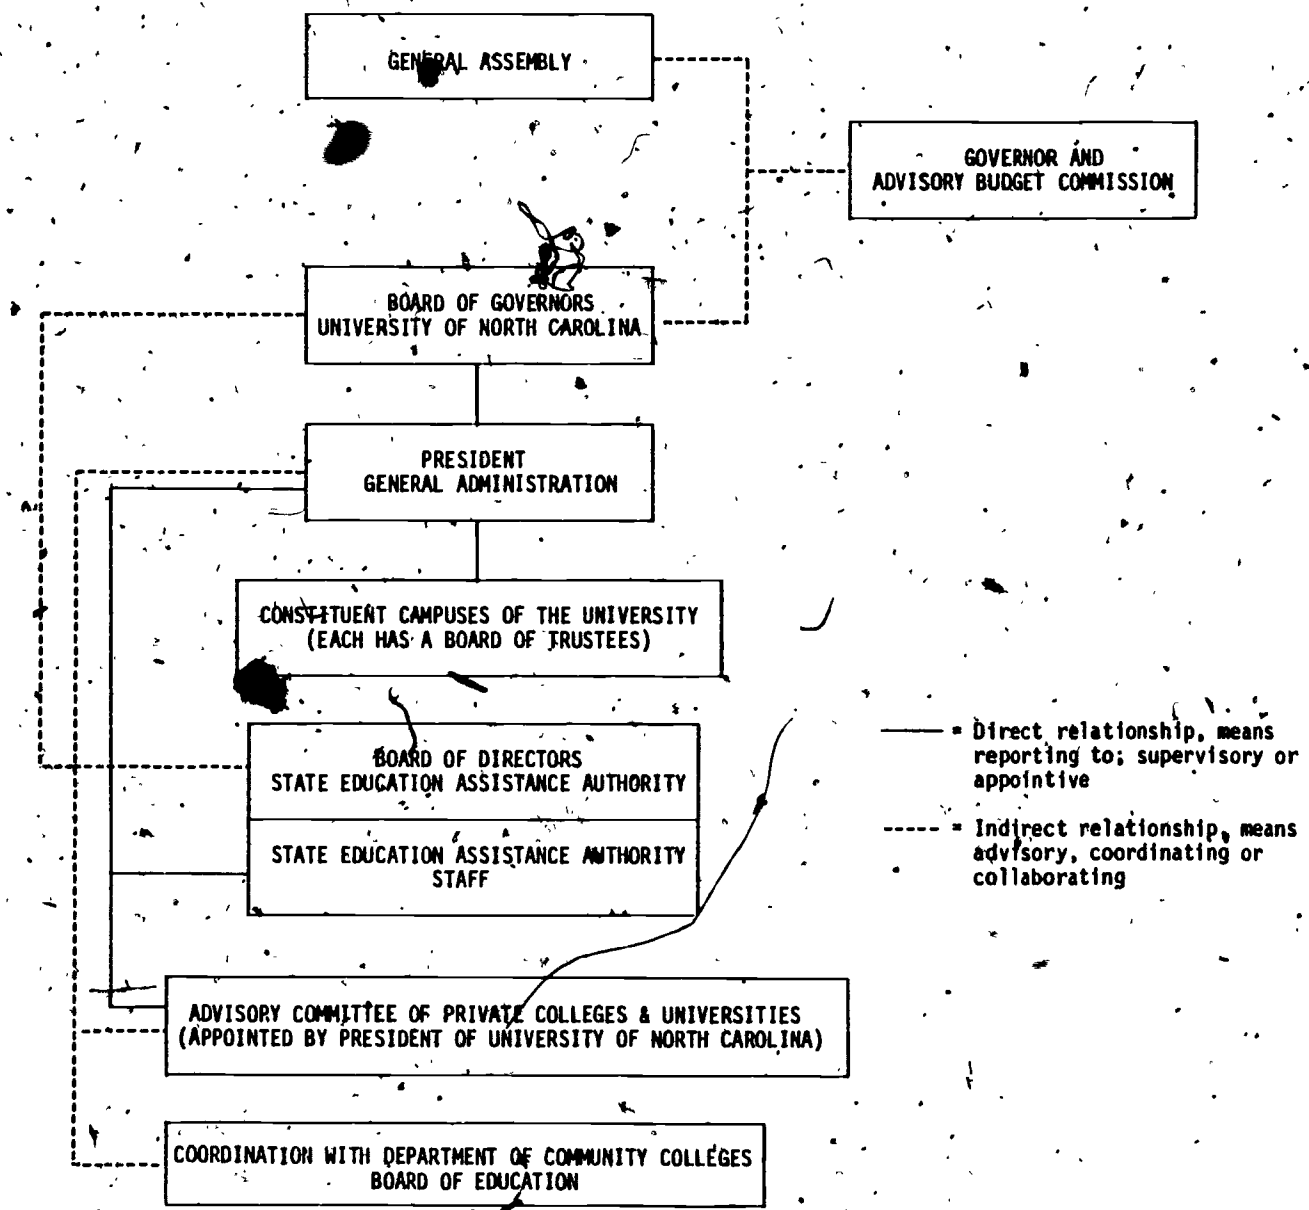 GENERAL ASSEMBLY
GOVERNOR AND
ADVISORY BUDGET COMMISSION
BOARD OF GOVERNORS
UNIVERSITY OF NORTH CAROLINA
PRESIDENT
GENERAL ADMINISTRATION
CONSTITUENT CAMPUSES OF THE UNIVERSITY
(EACH HAS A BOARD OF TRUSTEES)
BOARD OF DIRECTORS
STATE EDUCATION ASSISTANCE AUTHORITY
STATE EDUCATION ASSISTANCE AUTHORITY
STAFF
= Direct relationship, means
reporting to; supervisory or
appointive
= Indirect relationship, means
advisory, coordinating or
collaborating
ADVISORY COMMITTEE OF PRIVATE COLLEGES & UNIVERSITIES
(APPOINTED BY PRESIDENT OF UNIVERSITY OF NORTH CAROLINA)
COORDINATION WITH DEPARTMENT OF COMMUNITY COLLEGES
BOARD OF EDUCATION